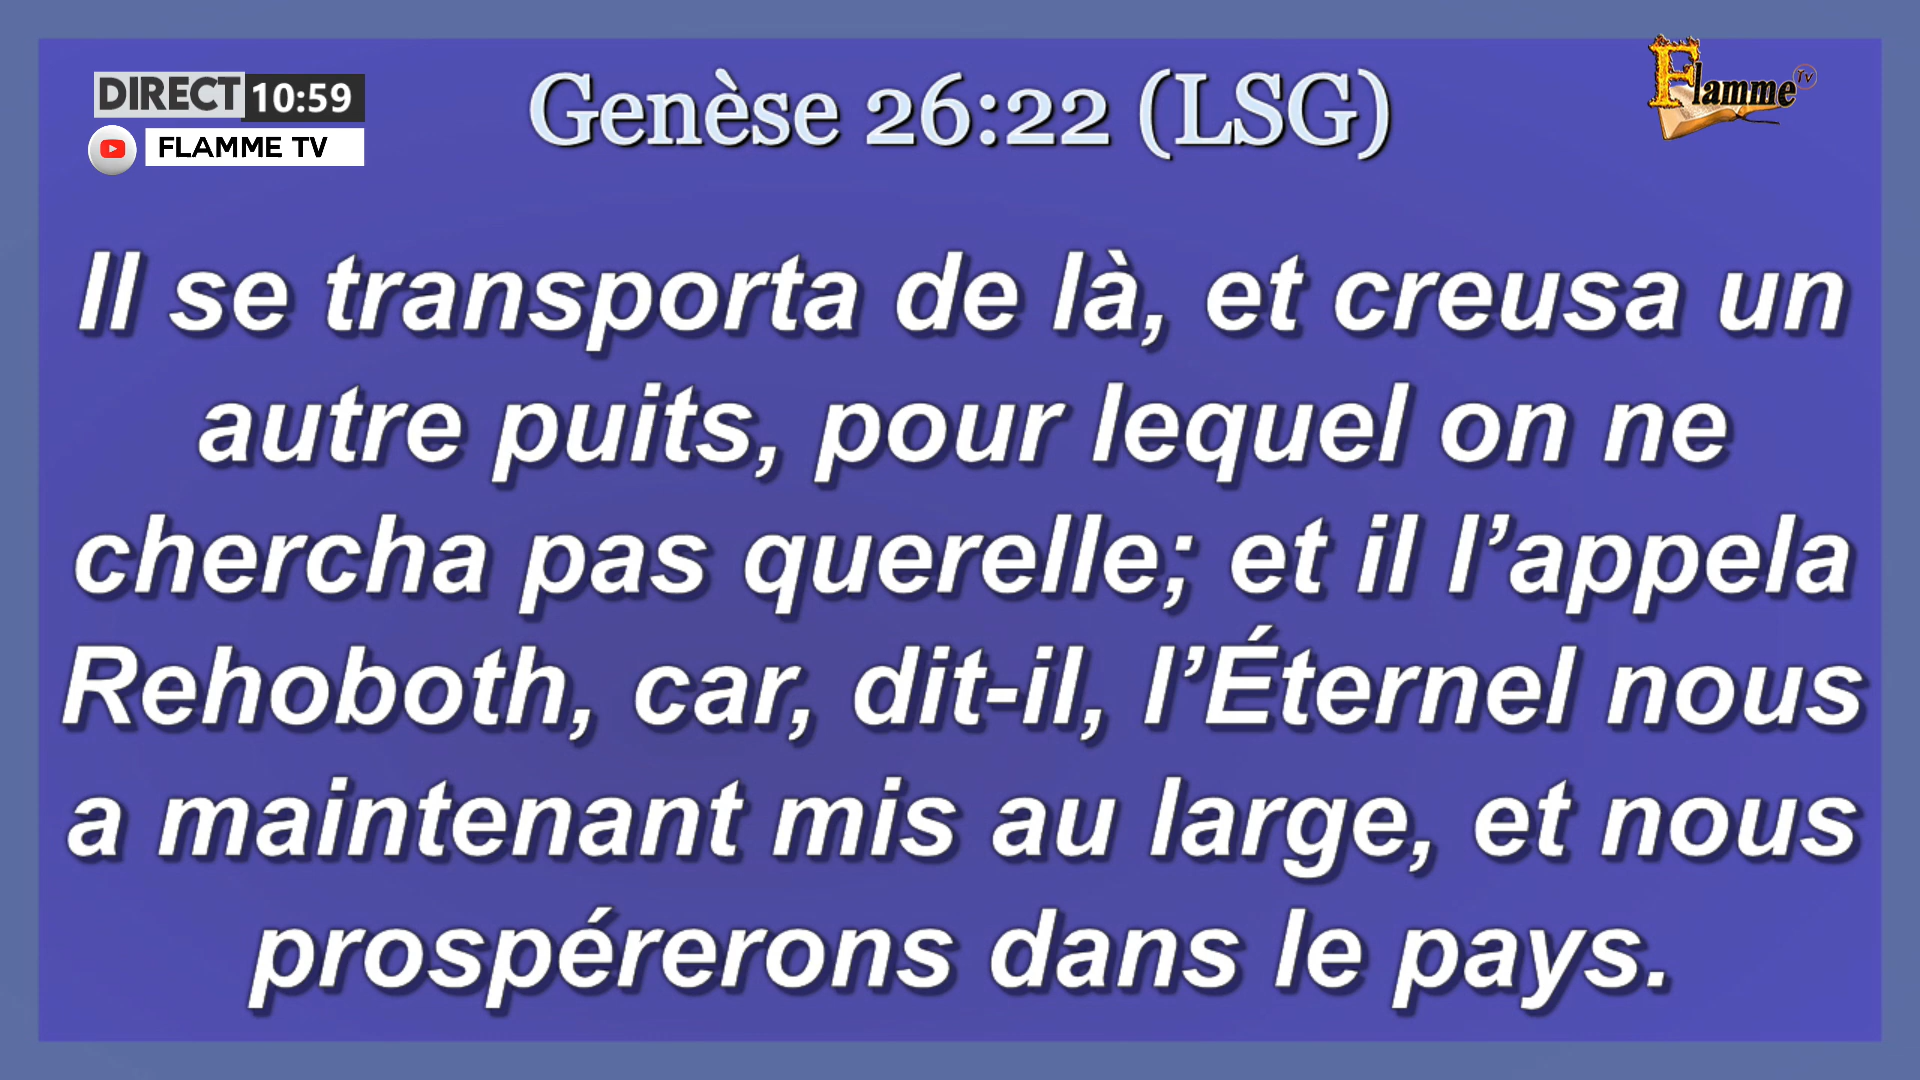 DIRECT 10:59
FLAMME TV
Genèse 26:22 (LSG)
Flamme TV
Il se transporta de là, et creusa un
autre puits, pour lequel on ne
chercha pas querelle; et il l’appela
Rehoboth, car, dit-il, l’Éternel nous
a maintenant mis au large, et nous
prospérerons dans le pays.